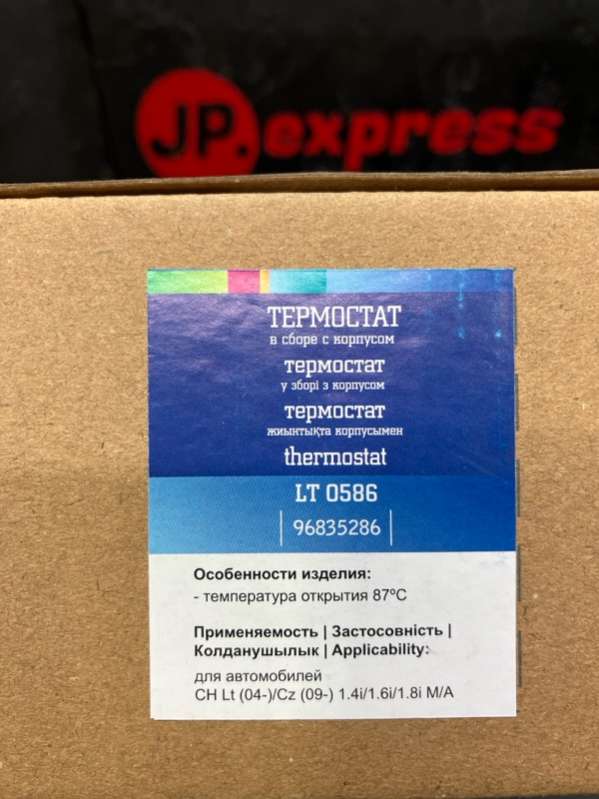 JP.express
ТЕРМОСТАТ
в сборе с корпусом
термостат
у зборі з корпусом
термостат
жиынтықта корпусымен
thermostat
LT 0586
96835286
Особенности изделия:
- температура открытия 87ºС
Применяемость | Застосовність |
Колданушылык | Applicability:
для автомобилей
CH Lt (04-)/Cz (09-) 1.4i/1.6i/1.8i M/A